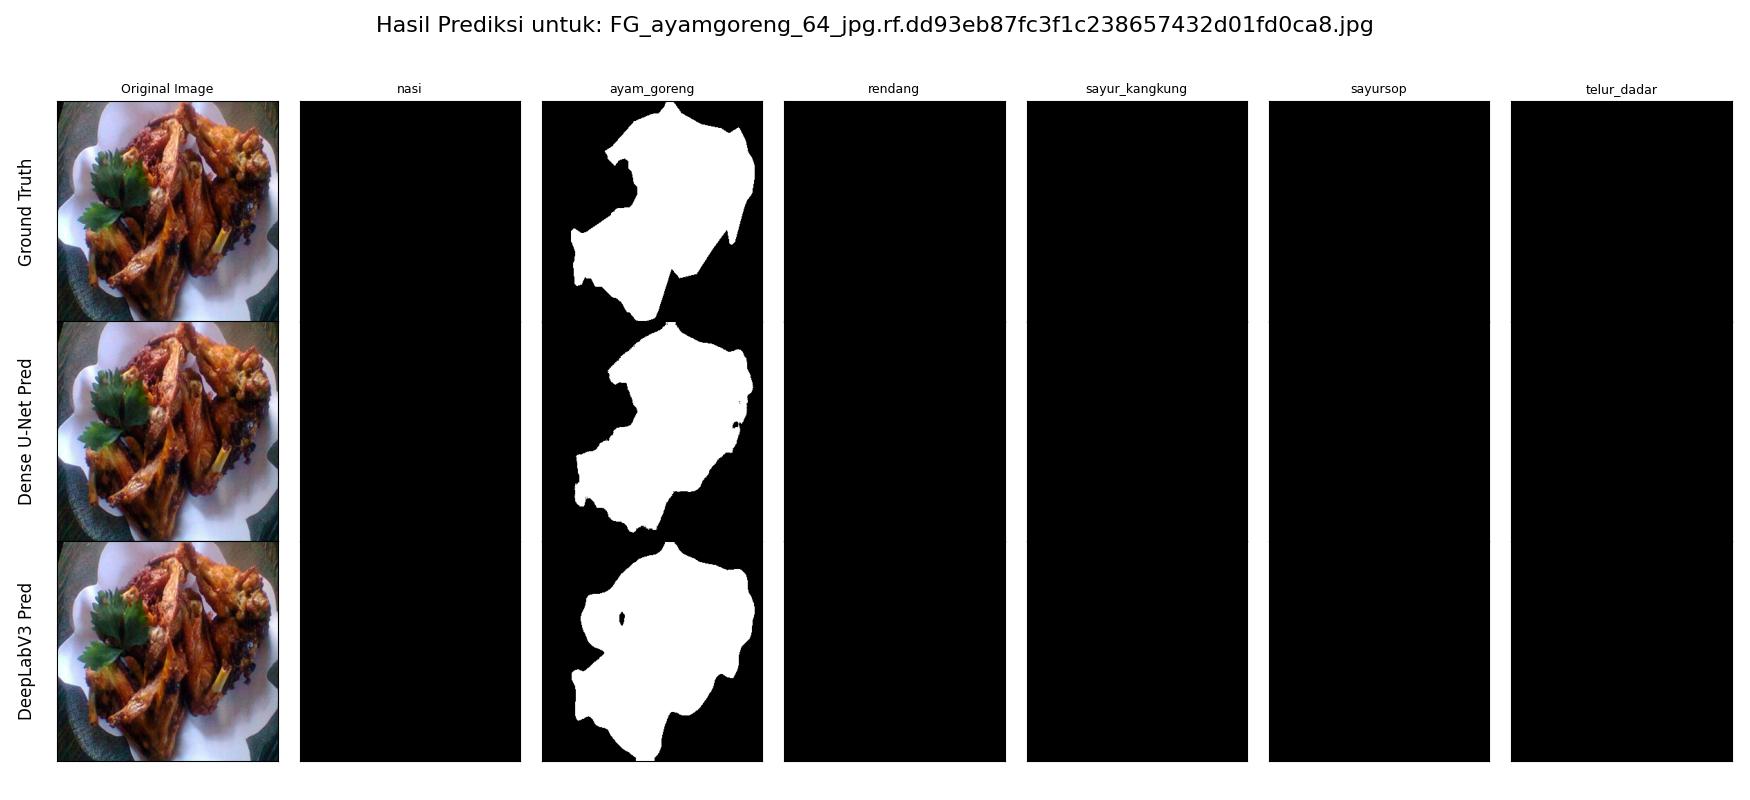 Hasil Prediksi untuk: FG_ayamgoreng_64_jpg.rf.dd93eb87fc3f1c238657432d01fd0ca8.jpg
Original Image nasi ayam_goreng rendang sayur_kangkung sayursop telur_dadar
Ground Truth
Dense U-Net Pred
DeepLabV3 Pred